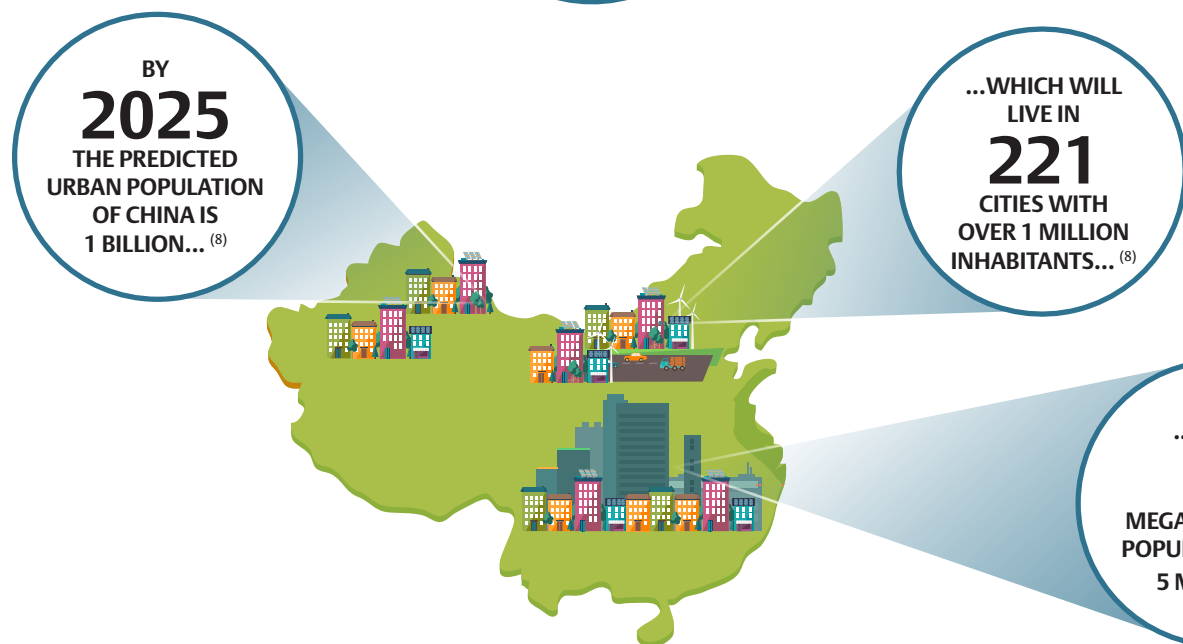 BY
2025
THE PREDICTED
URBAN POPULATION
OF CHINA IS
1 BILLION... (8)
...WHICH WILL
LIVE IN
221
CITIES WITH
OVER 1 MILLION
INHABITANTS... (8)
5